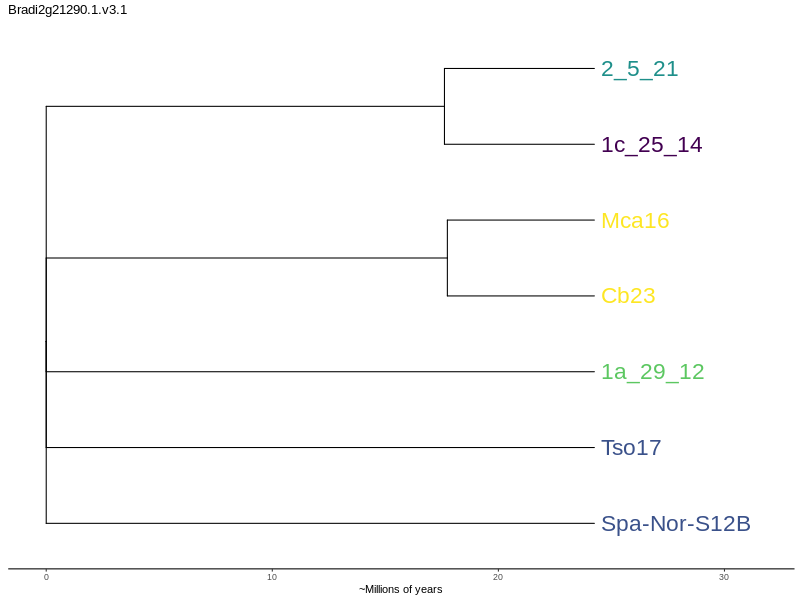 Bradi2g21290.1.v3.1
2_5_21
1c_25_14
Mca16
Cb23
1a_29_12
Tso17
Spa-Nor-S12B
0 10 20 30
~Millions of years